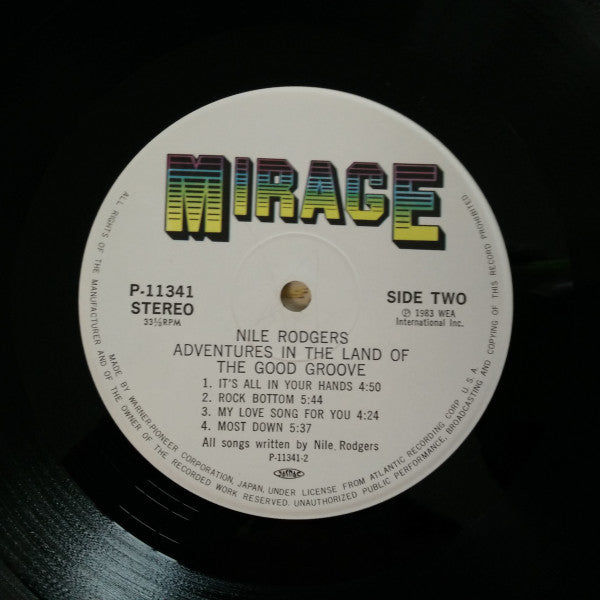 MIRAGE
P-11341
STEREO
33⅓RPM
SIDE TWO
Ⓟ 1983 WEA
International Inc.
NILE RODGERS
ADVENTURES IN THE LAND OF
THE GOOD GROOVE
1. IT'S ALL IN YOUR HANDS 4:50
2. ROCK BOTTOM 5:44
3. MY LOVE SONG FOR YOU 4:24
4. MOST DOWN 5:37
All songs written by Nile, Rodgers
P-11341-2
JASRAC
MADE BY WARNER-PIONEER CORPORATION, JAPAN, UNDER LICENSE FROM ATLANTIC RECORDING CORP. U.S.A.
ALL RIGHTS OF THE MANUFACTURER AND OF THE OWNER OF THE RECORDED WORK RESERVED. UNAUTHORIZED PUBLIC PERFORMANCE, BROADCASTING AND COPYING OF THIS RECORD PROHIBITED